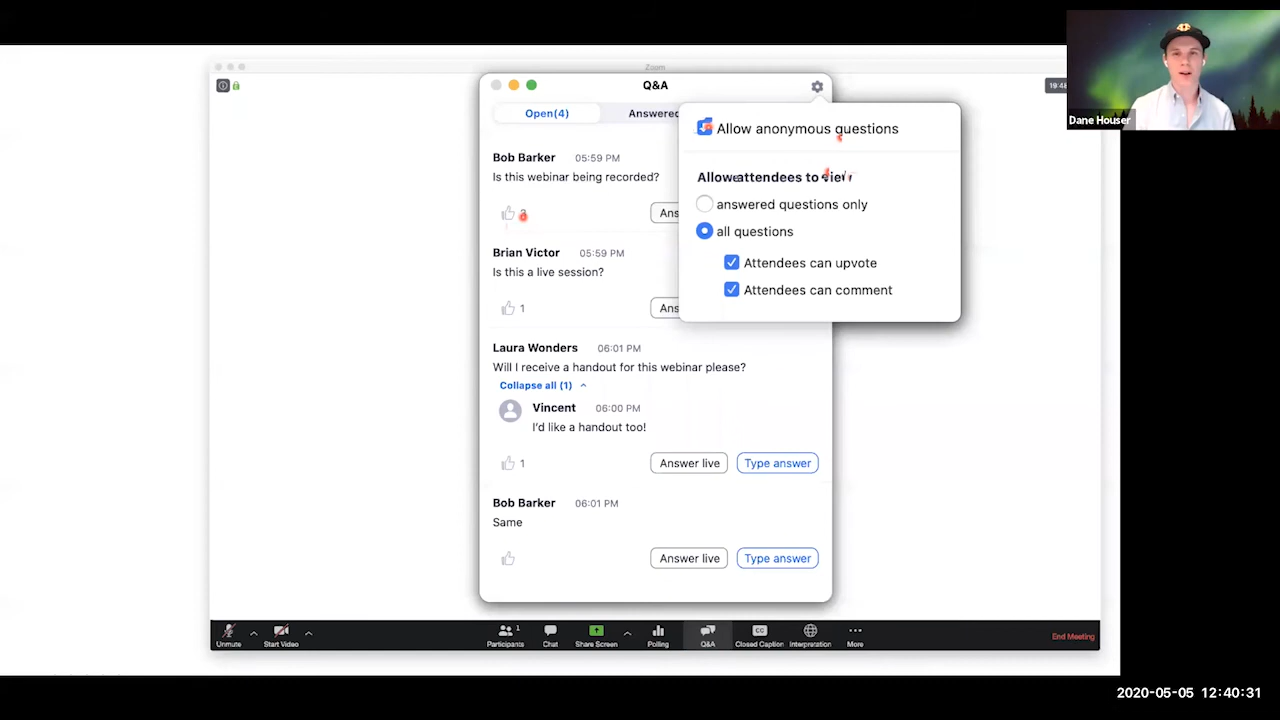 Zoom
Q&A
Open(4)
Answered
Allow anonymous questions
Bob Barker 05:59 PM
Is this webinar being recorded?
Allow attendees to view
answered questions only
all questions
Attendees can upvote
Attendees can comment
Brian Victor 05:59 PM
Is this a live session?
1
Laura Wonders 06:01 PM
Will I receive a handout for this webinar please?
Collapse all (1)
Vincent 06:00 PM
I'd like a handout too!
1
Answer live
Type answer
Bob Barker 06:01 PM
Same
Answer live
Type answer
Unmute
Start Video
Participants
1
Chat
Share Screen
Polling
Q&A
CC
Closed Caption
Interpretation
More
End Meeting
Dane Houser
2020-05-05 12:40:31